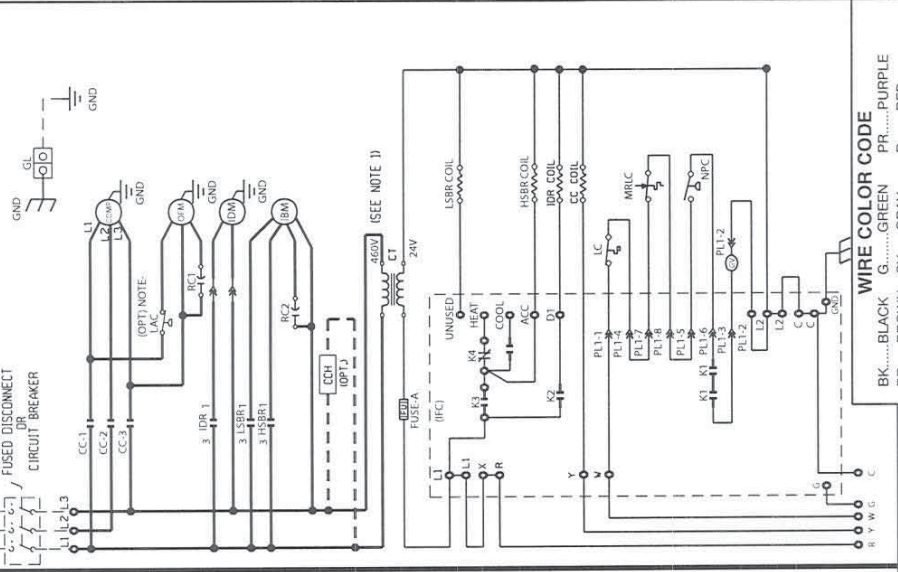 FUSED DISCONNECT
OR
CIRCUIT BREAKER
L1
L2
L3
CC-1
CC-2
CC-3
GND
GL
GND
L1
L2
L3
COMP
GND
(OPT) NOTE-
LAC
OFM
GND
RC1
IDM
GND
IBM
RC2
3 IDR 1
3 LSBR1
3 HSBR1
CCH
(OPT.)
460V
(SEE NOTE 1)
CT
24V
FU
FUSE-A
(IFC)
UNUSED
HEAT
COOL
ACC
D1
K4
K3
K2
L1
L1
X
R
LSBR COIL
HSBR COIL
IDR COIL
CC COIL
Y
W
LC
MRLC
NPC
PL1-1
PL1-4
PL1-7
PL1-8
PL1-5
PL1-6
PL1-3
PL1-2
K1
K1
GV
PL1-2
L2
L2
C
C
GND
G
R
Y
W
G
C
WIRE COLOR CODE
BK.....BLACK G.......GREEN PR......PURPLE